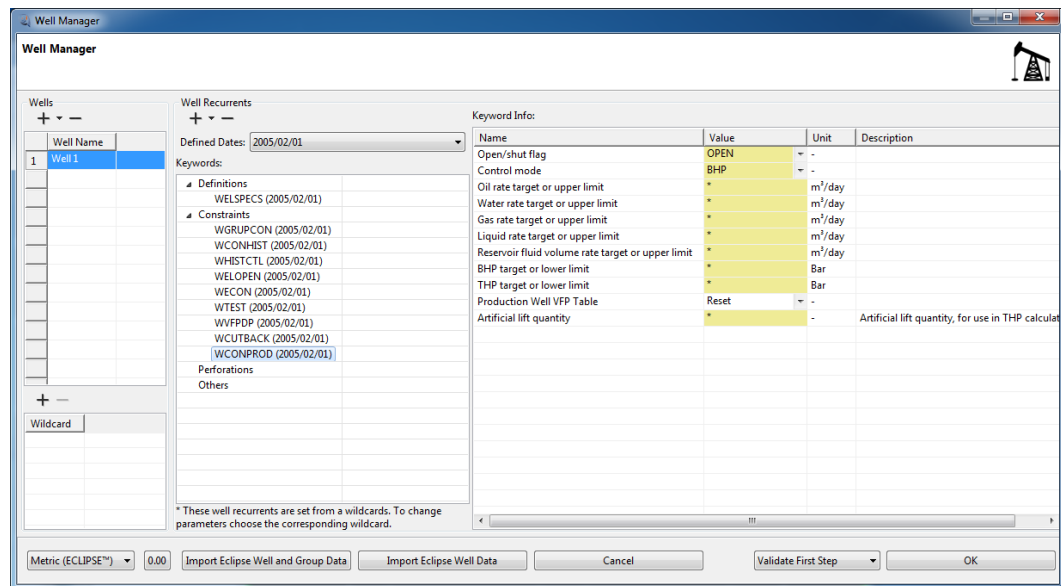 Well Manager
Well Manager
Wells
Well Name
1 Well 1
Wildcard
Well Recurrents
Defined Dates: 2005/02/01
Keywords:
Definitions
WELSPECS (2005/02/01)
Constraints
WGRUPCON (2005/02/01)
WCONHIST (2005/02/01)
WHISTCTL (2005/02/01)
WELOPEN (2005/02/01)
WECON (2005/02/01)
WTEST (2005/02/01)
WVFPDP (2005/02/01)
WCUTBACK (2005/02/01)
WCONPROD (2005/02/01)
Perforations
Others
* These well recurrents are set from a wildcards. To change
parameters choose the corresponding wildcard.
Keyword Info:
Name Value Unit Description
Open/shut flag OPEN -
Control mode BHP -
Oil rate target or upper limit * m³/day
Water rate target or upper limit * m³/day
Gas rate target or upper limit * m³/day
Liquid rate target or upper limit * m³/day
Reservoir fluid volume rate target or upper limit * m³/day
BHP target or lower limit * Bar
THP target or lower limit * Bar
Production Well VFP Table Reset -
Artificial lift quantity * - Artificial lift quantity, for use in THP calculat
Metric (ECLIPSE™) 0.00 Import Eclipse Well and Group Data Import Eclipse Well Data Cancel Validate First Step OK